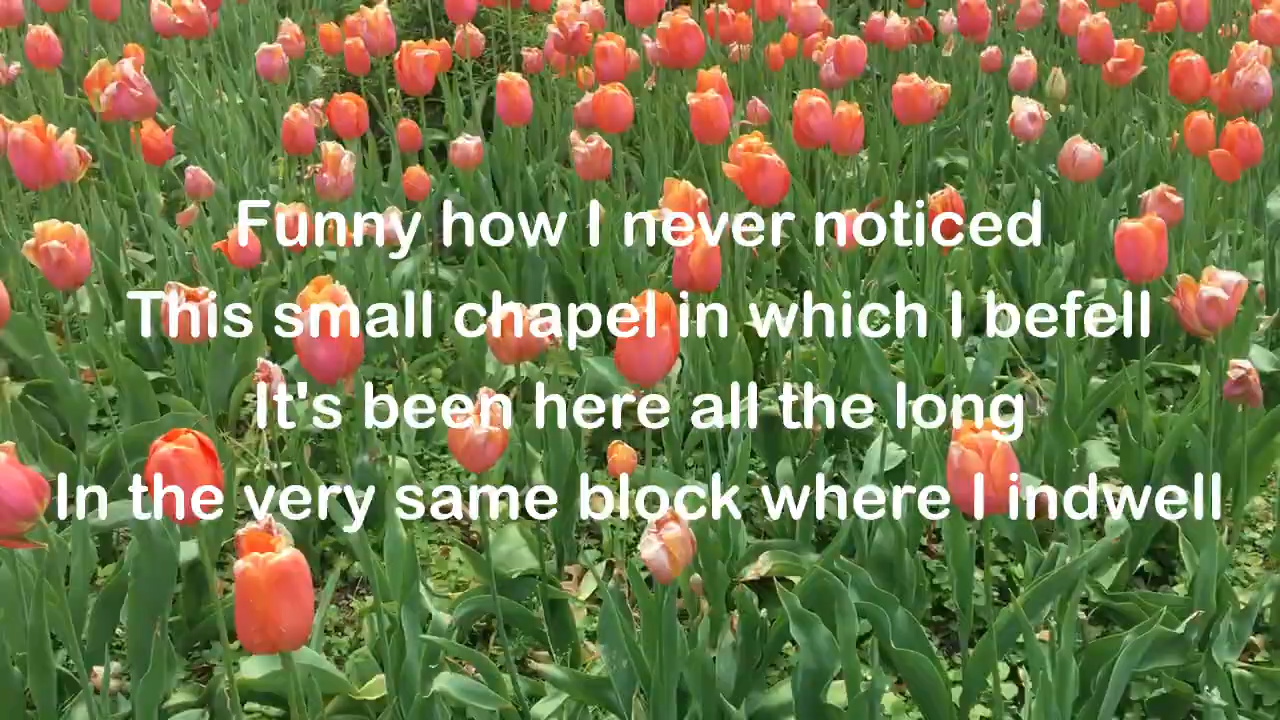 Funny how I never noticed
This small chapel in which I befell
It's been here all the long
In the very same block where I indwell